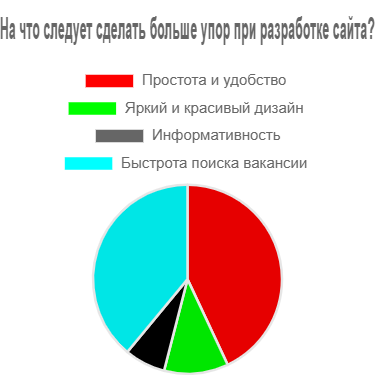 На что следует сделать больше упор при разработке сайта?
Простота и удобство
Яркий и красивый дизайн
Информативность
Быстрота поиска вакансии